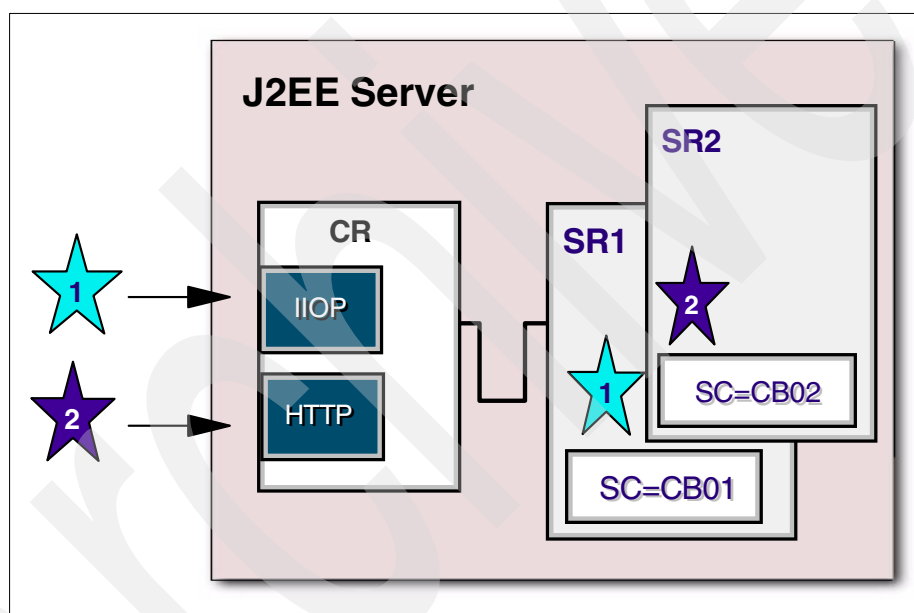 J2EE Server
SR2
CR
SR1
1
IIOP
2
1
2
HTTP
SC=CB02
SC=CB01